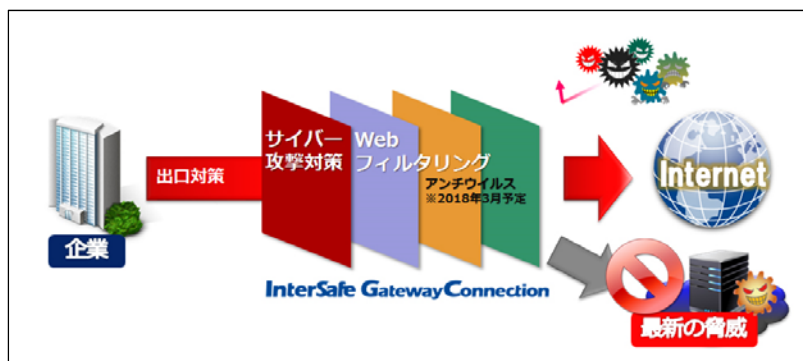 サイバー
攻撃対策
Web
フィルタリング
アンチウイルス
※2018年3月予定
出口対策
企業
Internet
InterSafe GatewayConnection
最新の脅威